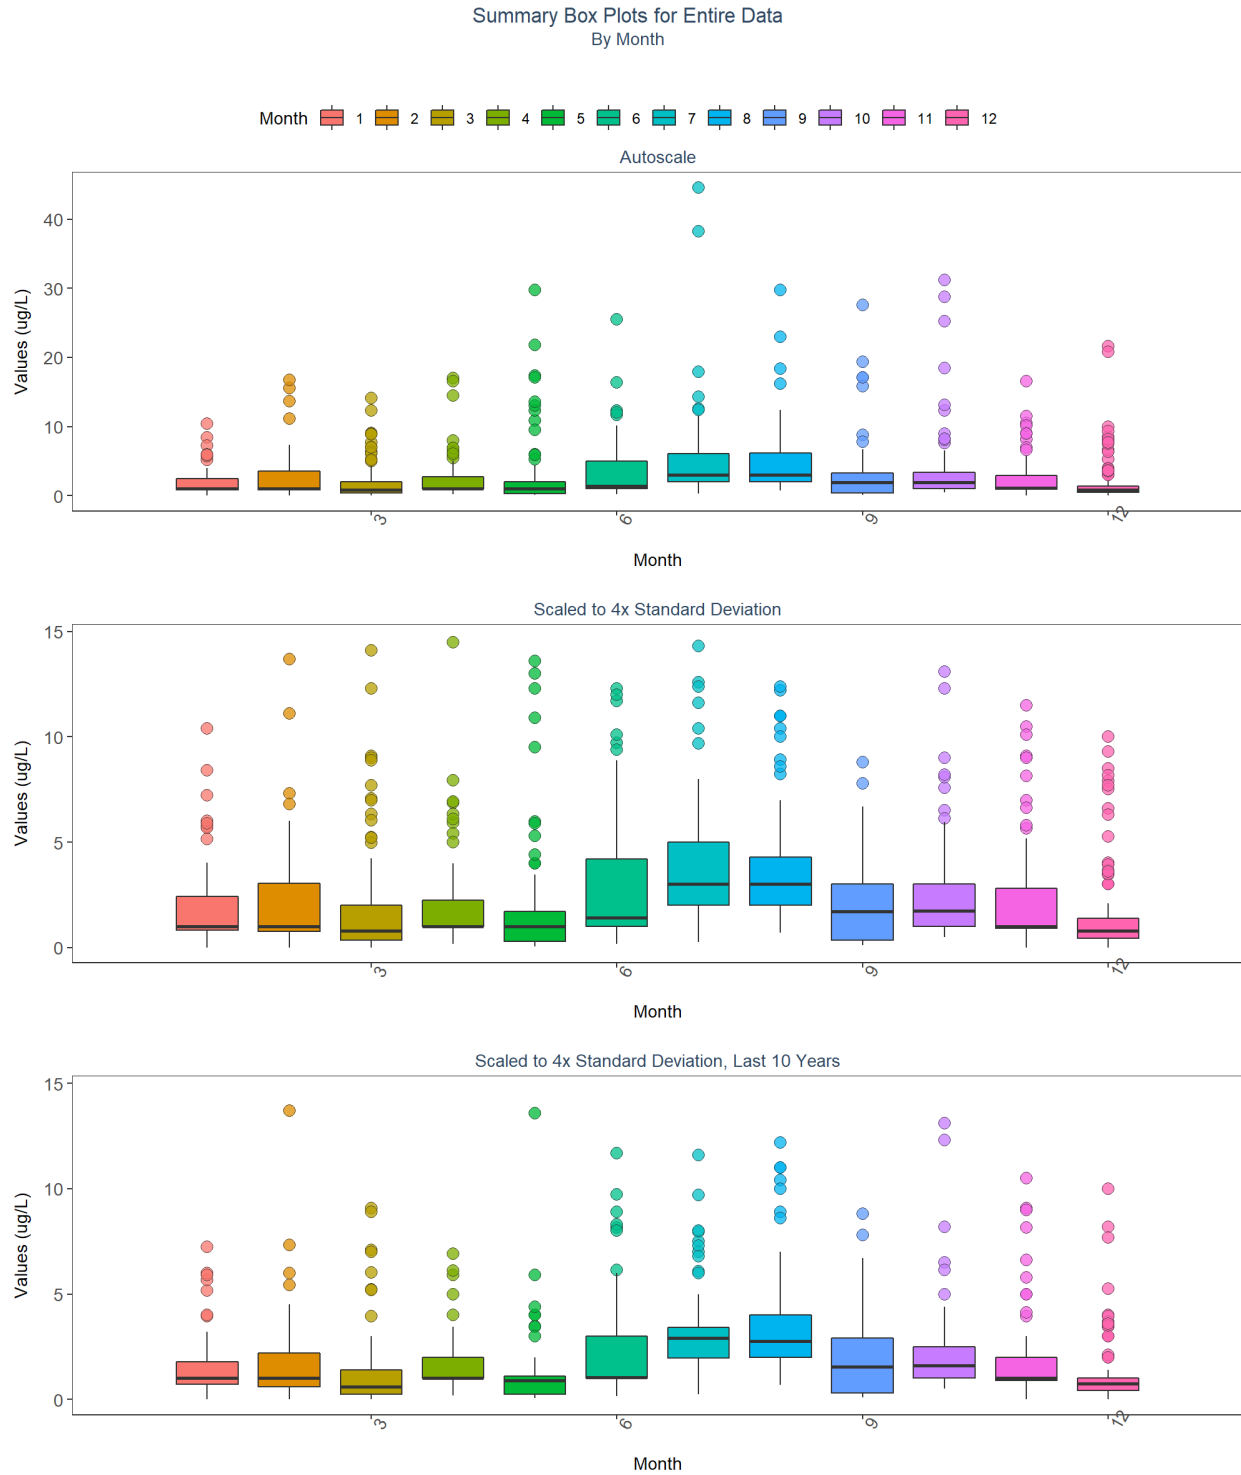 Summary Box Plots for Entire Data
By Month
Month 1 2 3 4 5 6 7 8 9 10 11 12
Autoscale
40
30
20
10
0
Values (ug/L)
3 6 9 12
Month
Scaled to 4x Standard Deviation
15
10
5
0
Values (ug/L)
3 6 9 12
Month
Scaled to 4x Standard Deviation, Last 10 Years
15
10
5
0
Values (ug/L)
3 6 9 12
Month